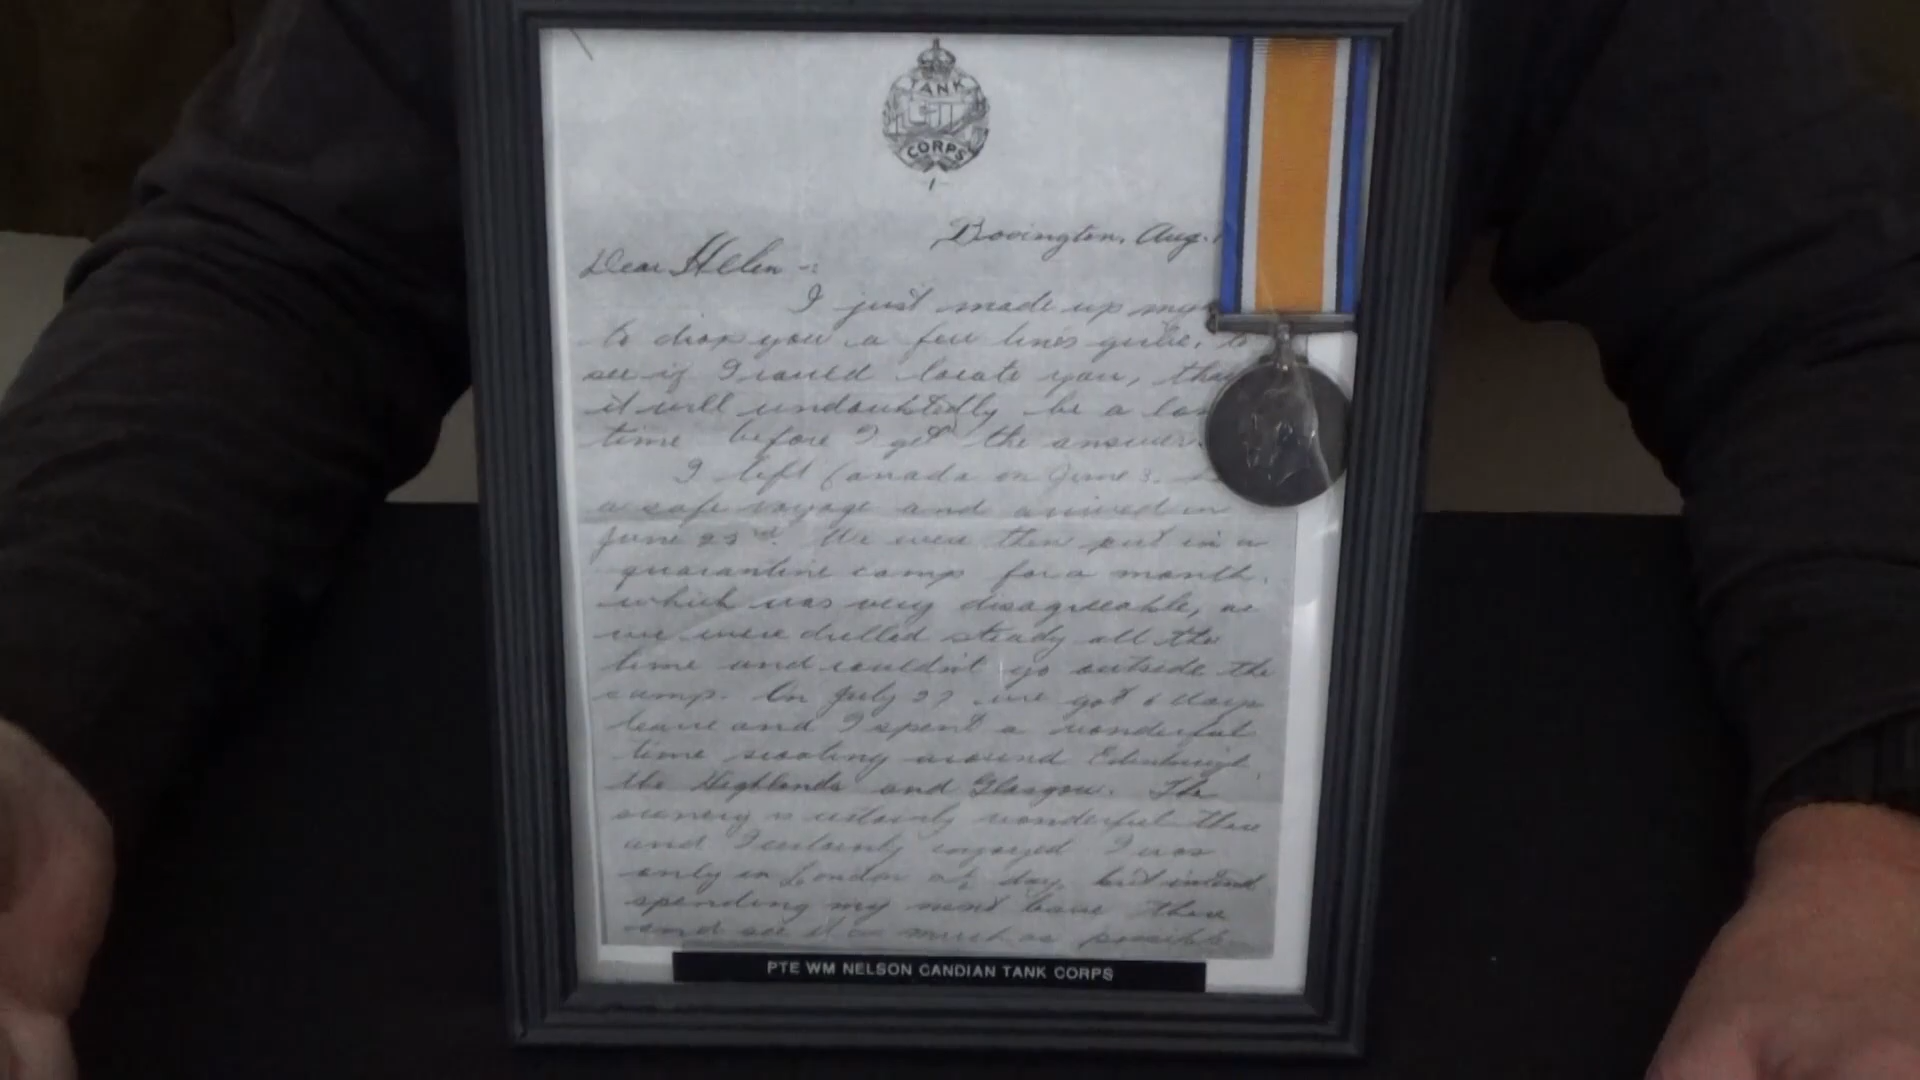 TANK
CORPS
1
Bovington, Aug. 1
Dear Helen -:
I just made up my
to drop you a few lines to
see if I could locate you, tho
it will undoubtedly be a
time before I get the answer.
I left Canada on June 3.
a safe voyage and arrived in
June 23rd. We were then put in a
quarantine camp for a month,
which was very disagreeable, as
we were drilled steady all the
time and couldn't go outside the
camp. On July 27 we got 6 days
leave and I spent a wonderful
time scooting around Edinburgh,
the Highlands and Glasgow. The
scenery is certainly wonderful there
and I certainly enjoyed I was
only in London a day, but intend
spending my next leave there
and see it as much as possible
PTE WM NELSON CANDIAN TANK CORPS